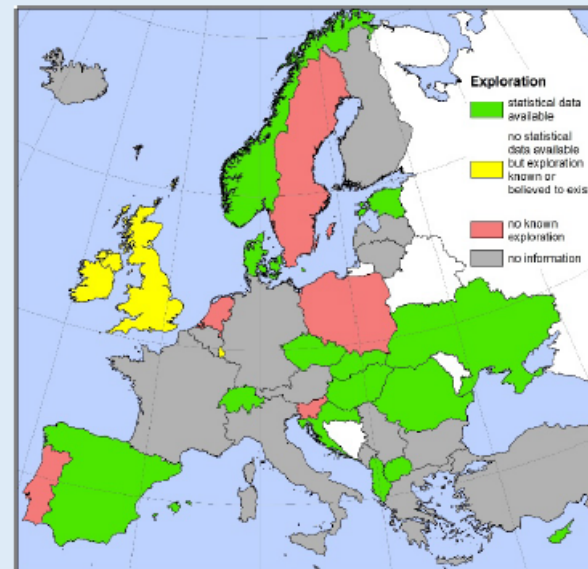 Exploration
statistical data
available
no statistical
data available
but exploration
known or
believed to exist
no known
exploration
no information